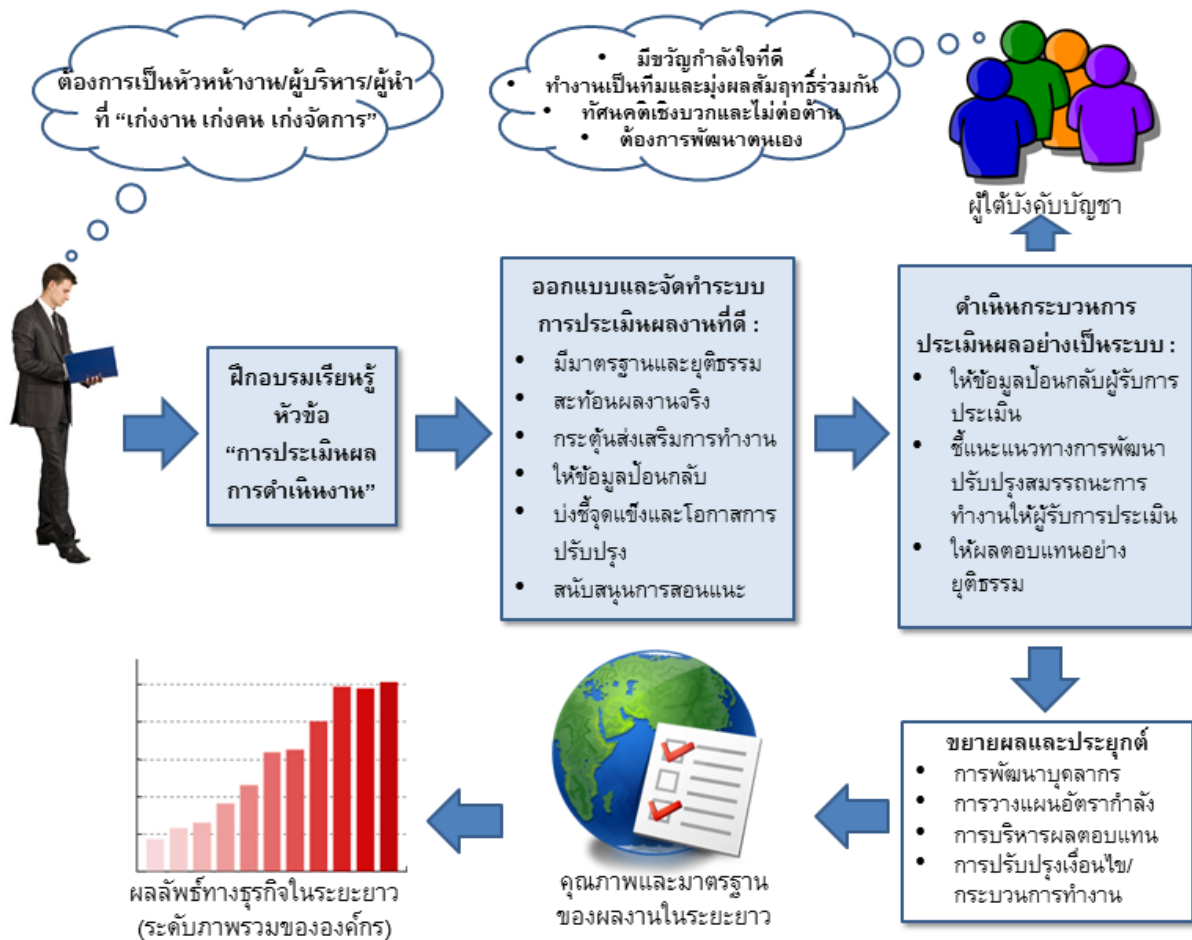 ต้องการเป็นหัวหน้างาน/ผู้บริหาร/ผู้นำ
ที่ “เก่งงาน เก่งคน เก่งจัดการ”
• มีขวัญกำลังใจที่ดี
• ทำงานเป็นทีมและมุ่งผลสัมฤทธิ์ร่วมกัน
• ทัศนคติเชิงบวกและไม่ต่อต้าน
• ต้องการพัฒนาตนเอง
ผู้ใต้บังคับบัญชา
ฝึกอบรมเรียนรู้
หัวข้อ
“การประเมินผล
การดำเนินงาน”
ออกแบบและจัดทำระบบ
การประเมินผลงานที่ดี :
• มีมาตรฐานและยุติธรรม
• สะท้อนผลงานจริง
• กระตุ้นส่งเสริมการทำงาน
• ให้ข้อมูลป้อนกลับ
• บ่งชี้จุดแข็งและโอกาสการ
ปรับปรุง
• สนับสนุนการสอนแนะ
ดำเนินกระบวนการ
ประเมินผลอย่างเป็นระบบ :
• ให้ข้อมูลป้อนกลับผู้รับการ
ประเมิน
• ชี้แนะแนวทางการพัฒนา
ปรับปรุงสมรรถนะการ
ทำงานให้ผู้รับการประเมิน
• ให้ผลตอบแทนอย่าง
ยุติธรรม
ขยายผลและประยุกต์
• การพัฒนาบุคลากร
• การวางแผนอัตรากำลัง
• การบริหารผลตอบแทน
• การปรับปรุงเงื่อนไข/
กระบวนการทำงาน
คุณภาพและมาตรฐาน
ของผลงานในระยะยาว
ผลลัพธ์ทางธุรกิจในระยะยาว
(ระดับภาพรวมขององค์กร)